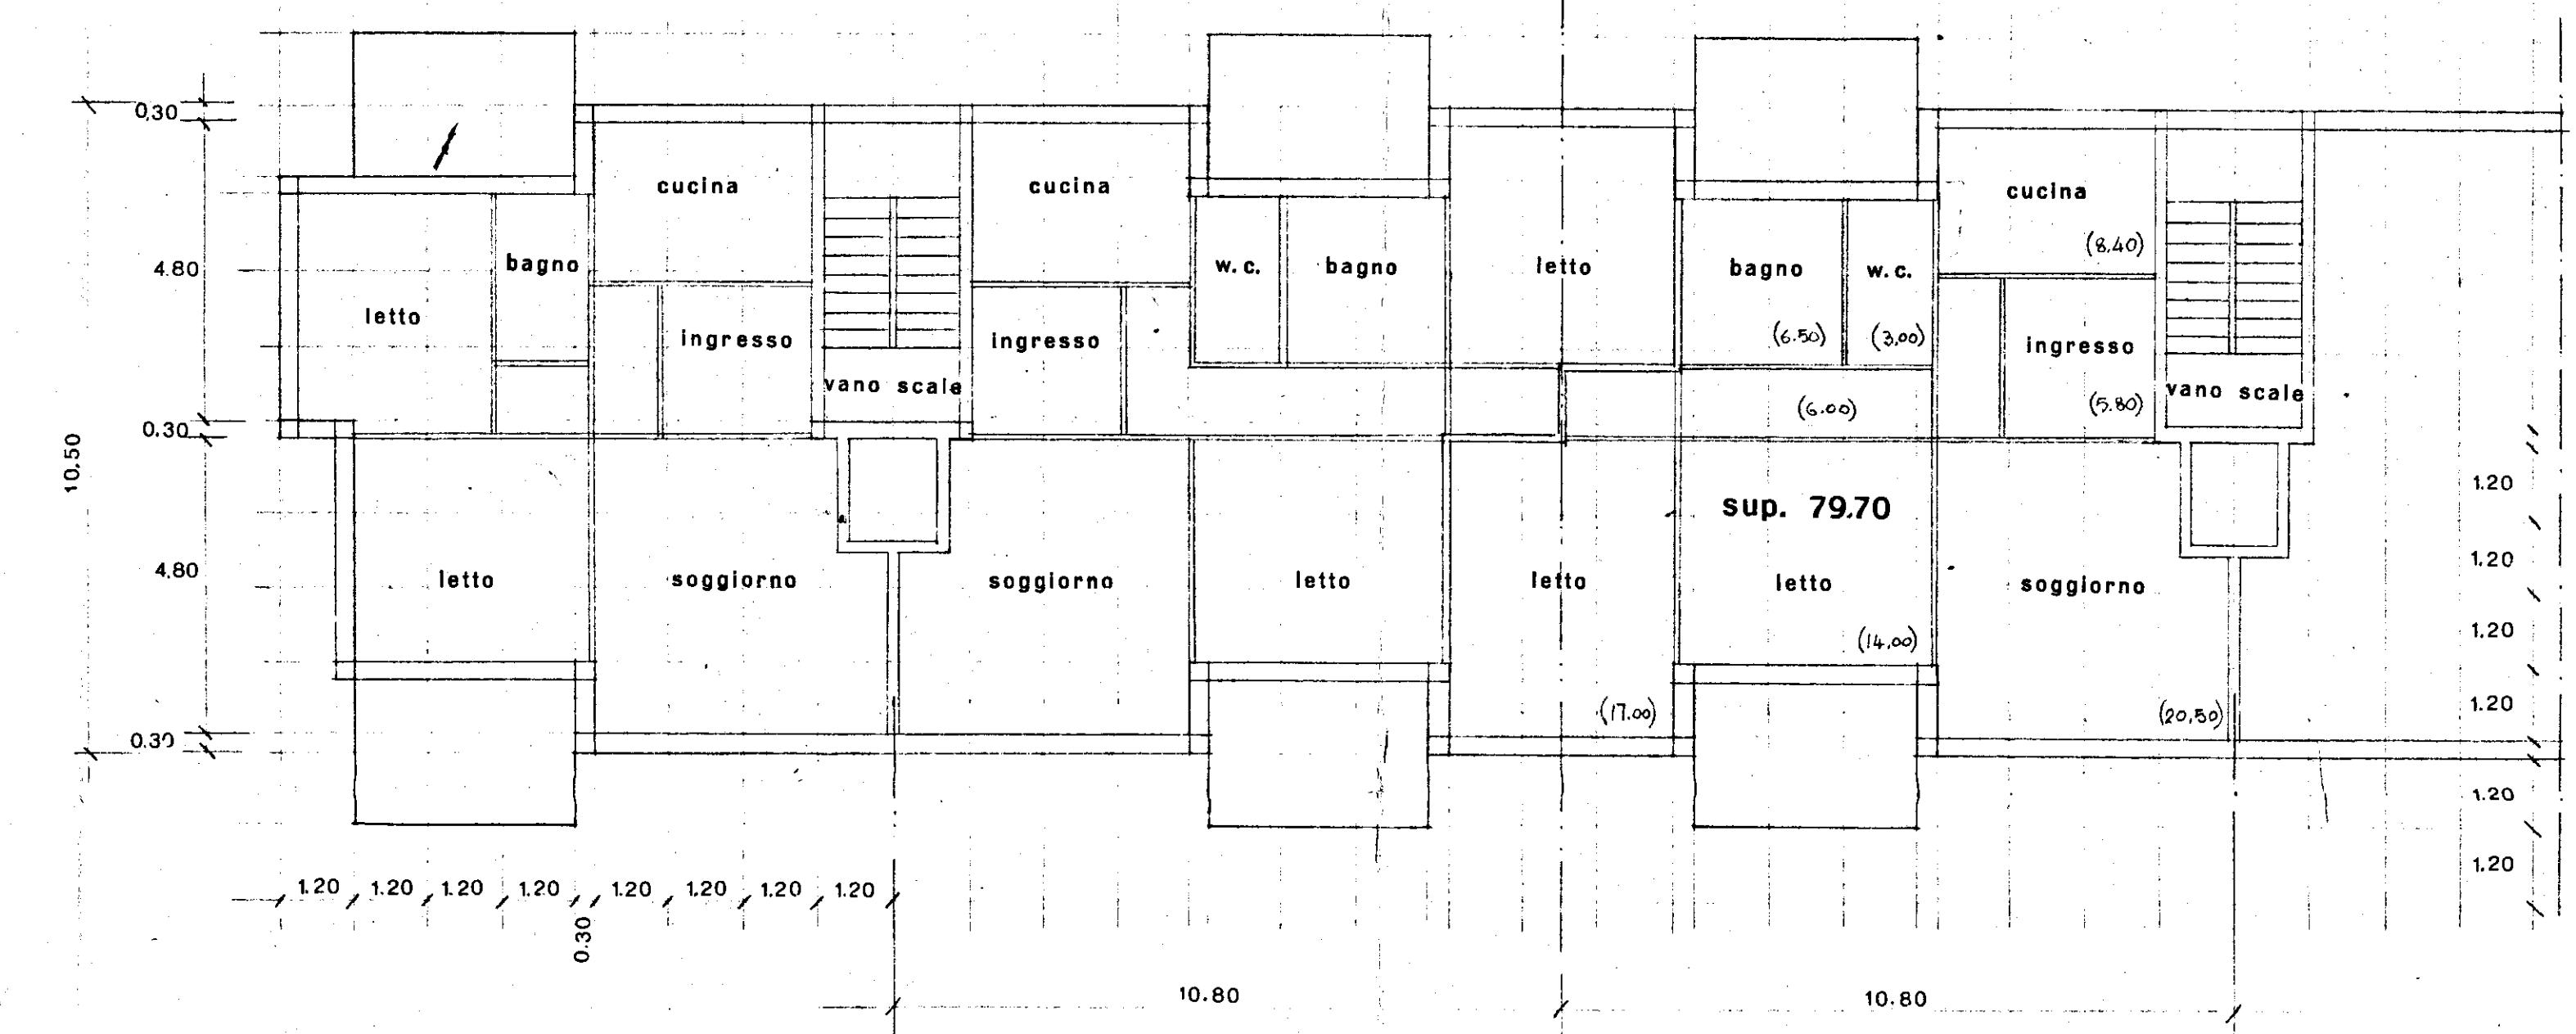 0.30
cucina
cucina
cucina
(8.40)
4.80
bagno
w.c.
bagno
letto
bagno
w.c.
letto
(6.50)
(3,00)
ingresso
ingresso
ingresso
vano scale
vano scale
(6.00)
(5.80)
0.30
10.50
1.20
sup. 79.70
1.20
4.80
letto
soggiorno
soggiorno
letto
letto
letto
soggiorno
1.20
(14,00)
1.20
(17.00)
(20,50)
0.30
1.20
1.20
1.20 1.20 1.20 1.20 1.20 1.20 1.20 1.20
0.30
10.80
10.80